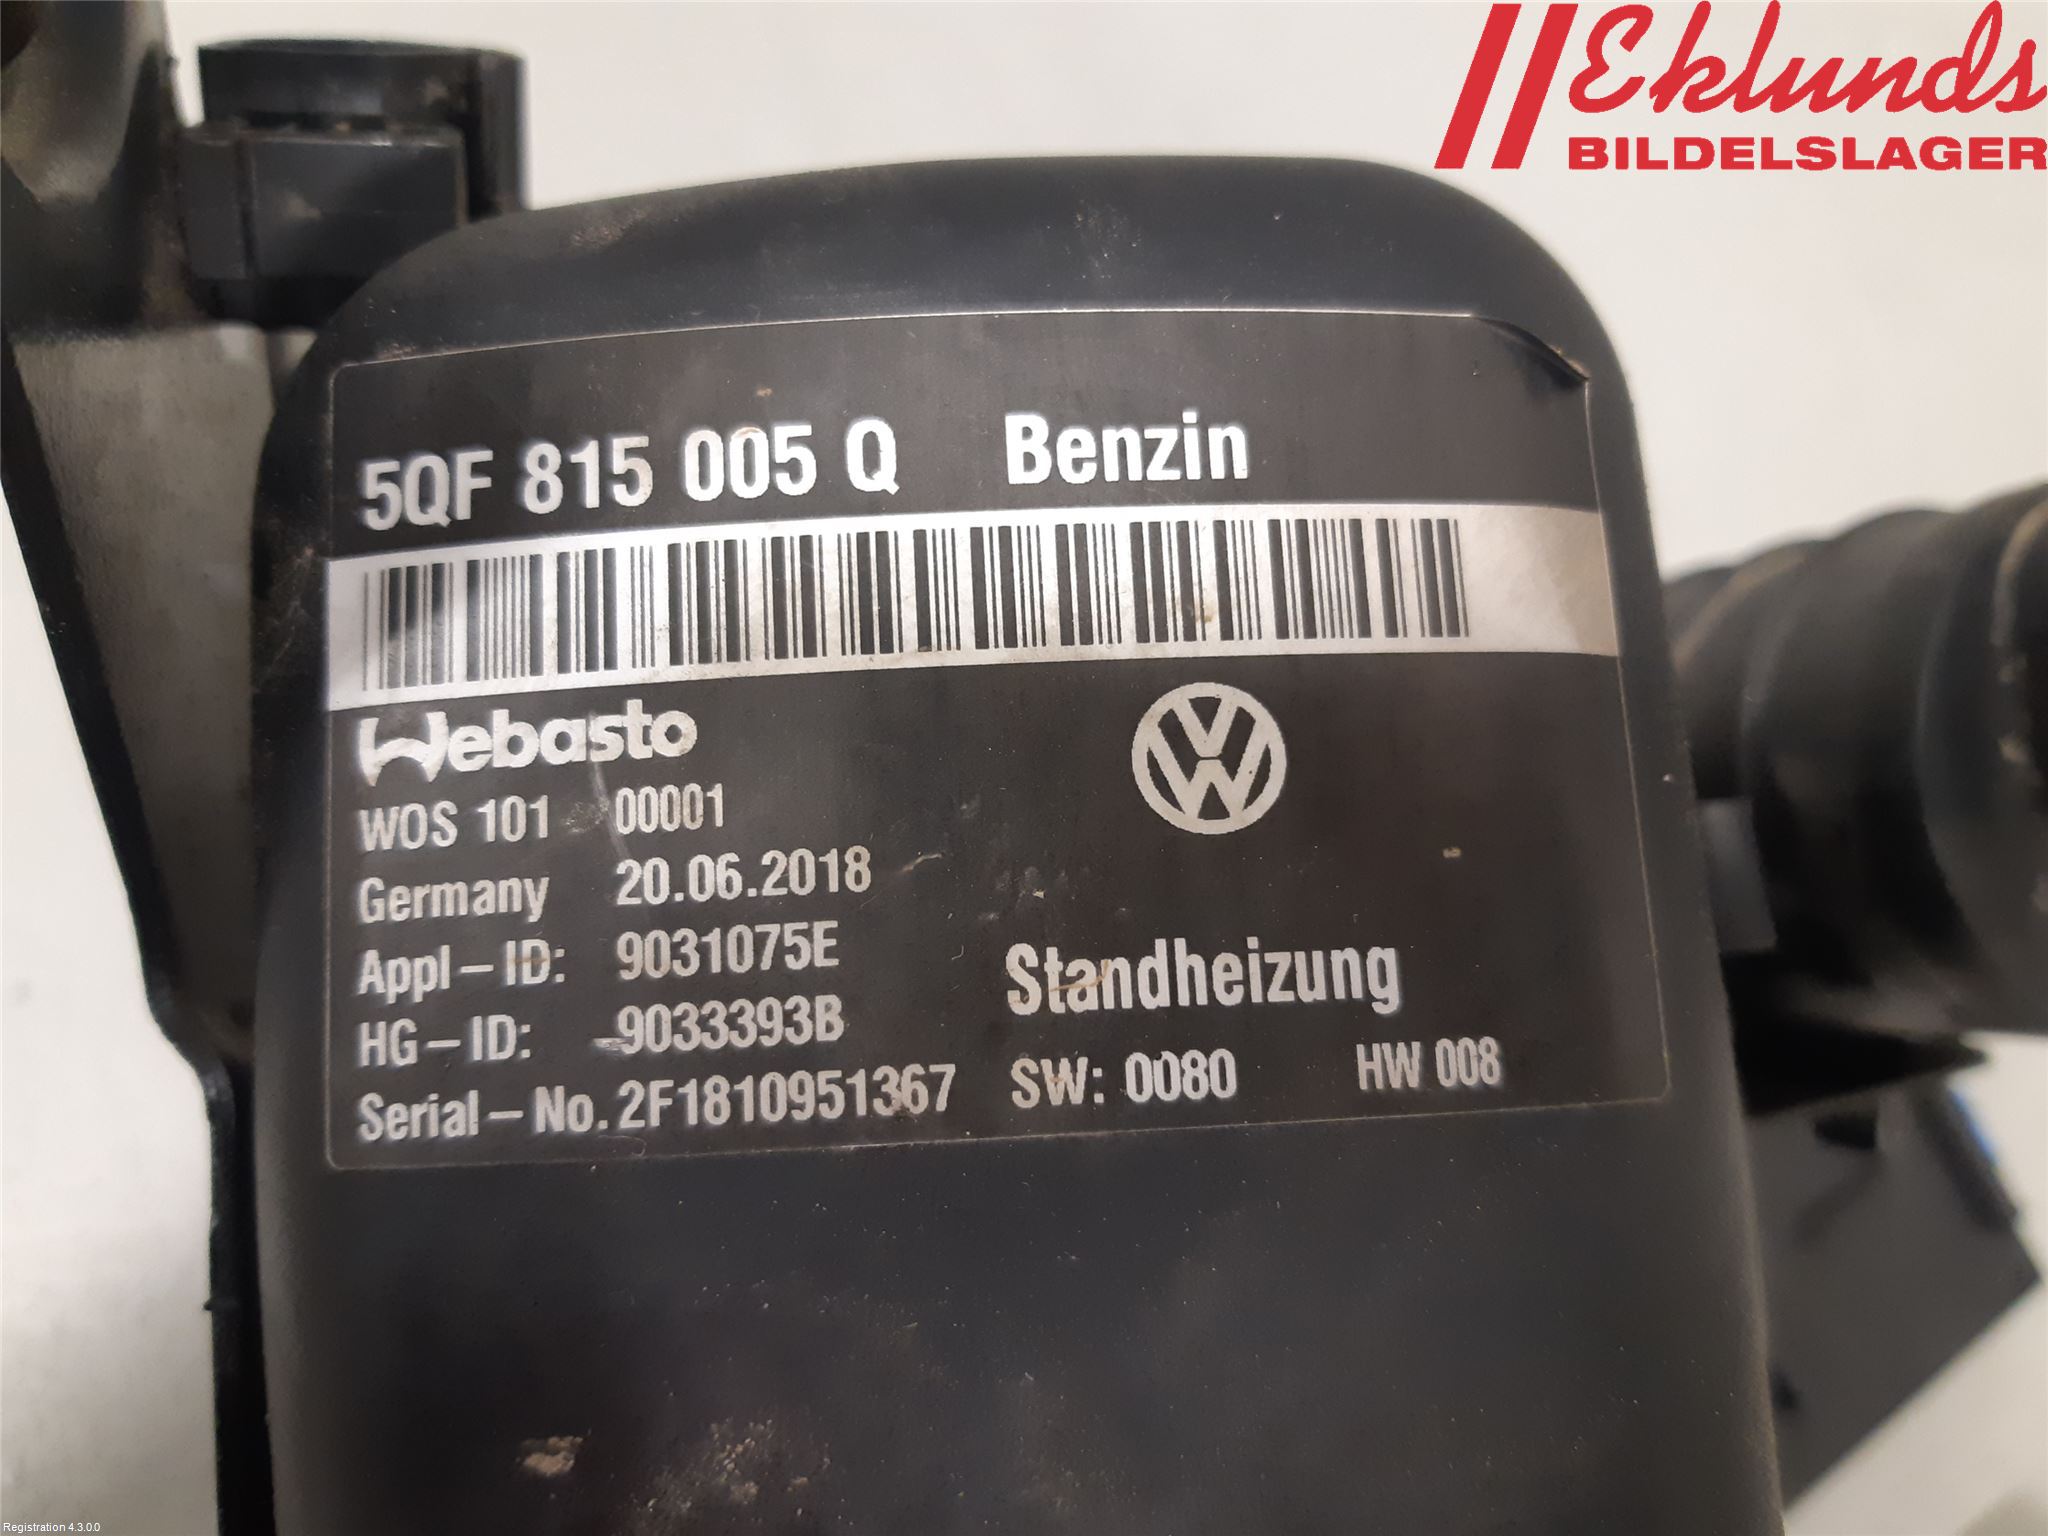 Eklunds
BILDELSLAGER
5QF 815 005 Q Benzin
Webasto
WOS 101 00001
Germany 20.06.2018
Appl-ID: 9031075E
HG-ID: 9033393B
Standheizung
Serial-No. 2F1810951367 SW: 0080 HW 008
Registration 4.3.0.0